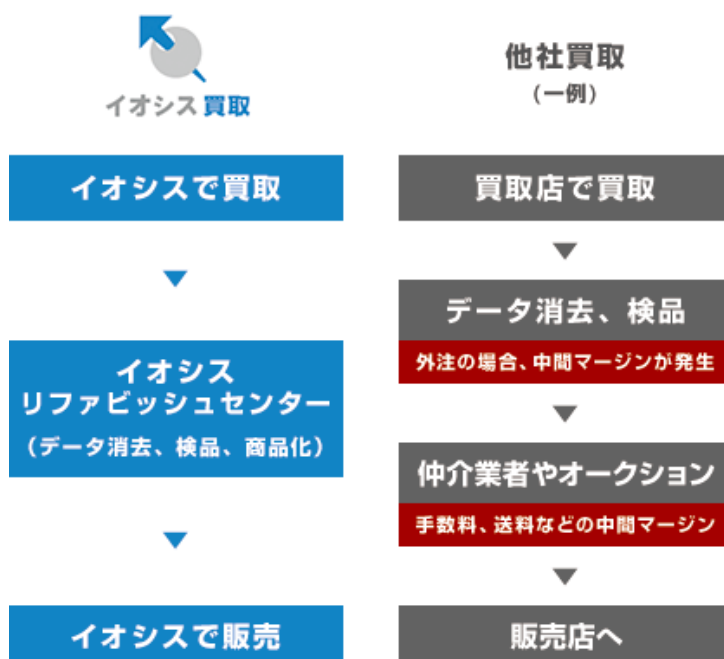 イオシス買取
イオシスで買取
イオシス
リファビッシュセンター
（データ消去、検品、商品化）
イオシスで販売
他社買取
（一例）
買取店で買取
データ消去、検品
外注の場合、中間マージンが発生
仲介業者やオークション
手数料、送料などの中間マージン
販売店へ